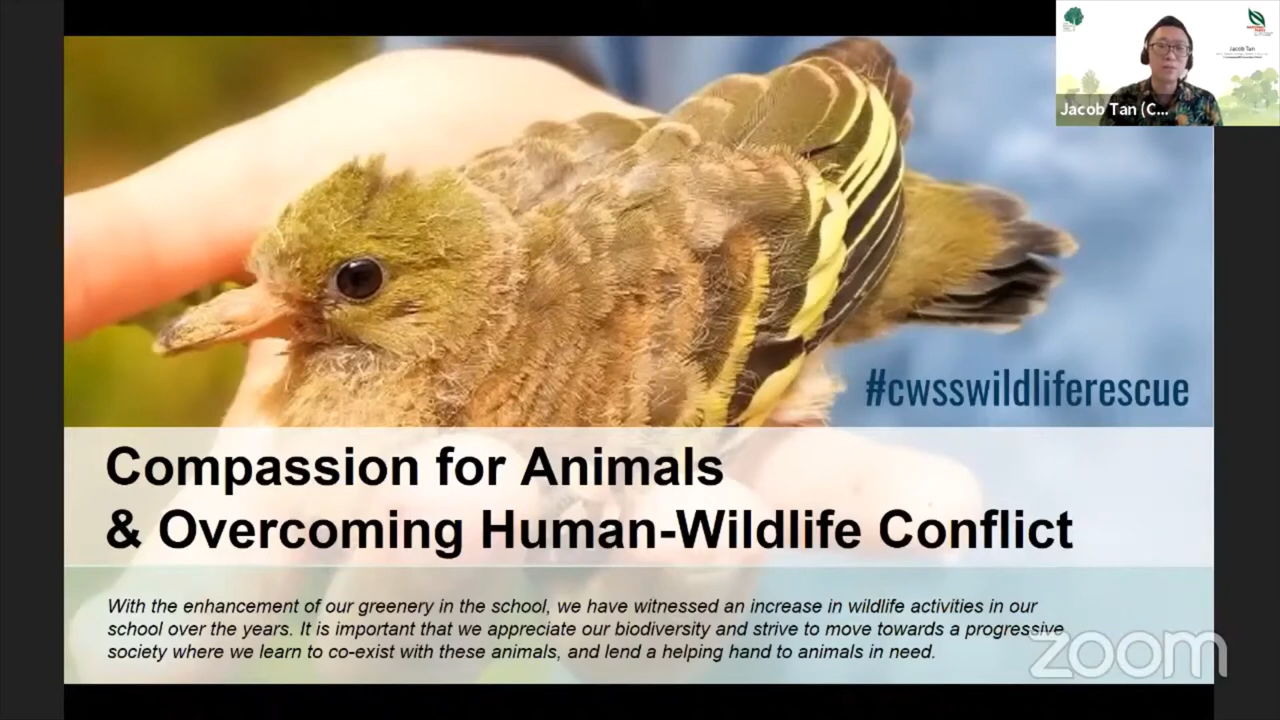 Jacob Tan
Jacob Tan (C...
#cwsswildliferescue
Compassion for Animals
& Overcoming Human-Wildlife Conflict
With the enhancement of our greenery in the school, we have witnessed an increase in wildlife activities in our
school over the years. It is important that we appreciate our biodiversity and strive to move towards a progressive
society where we learn to co-exist with these animals, and lend a helping hand to animals in need.
zoom